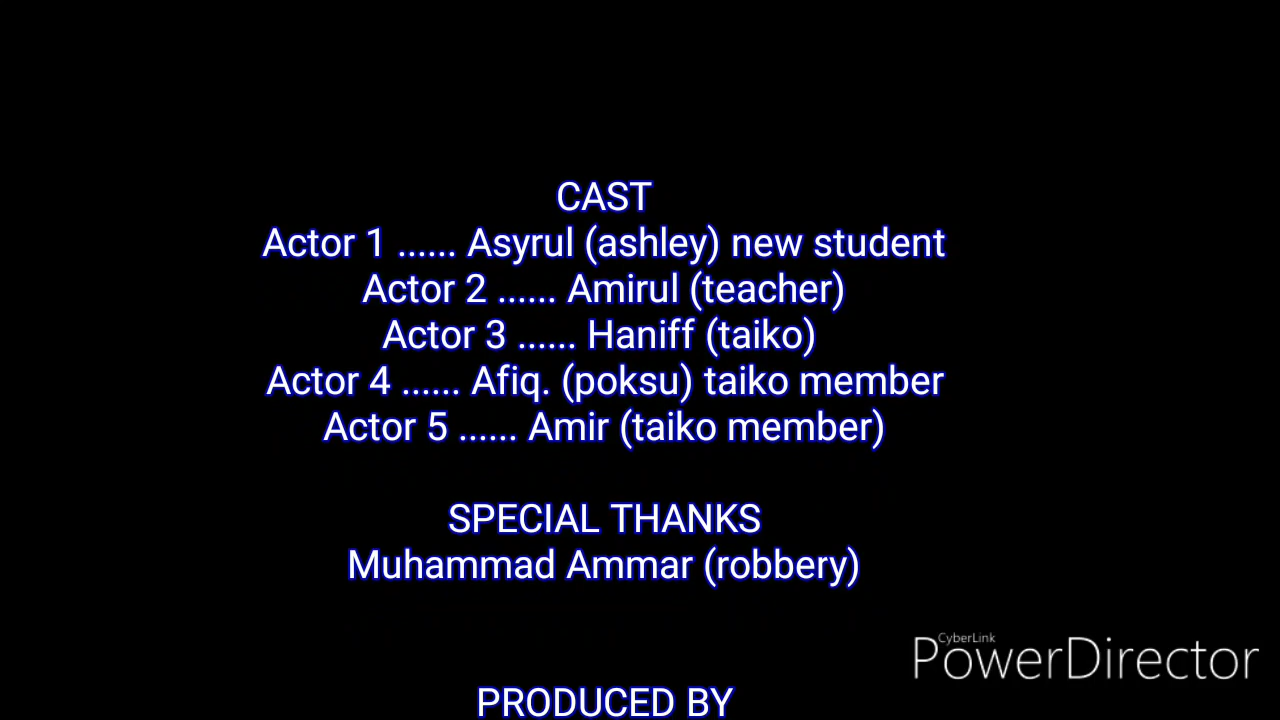 CAST
Actor 1 ...... Asyrul (ashley) new student
Actor 2 ...... Amirul (teacher)
Actor 3 ...... Haniff (taiko)
Actor 4 ...... Afiq. (poksu) taiko member
Actor 5 ...... Amir (taiko member)
SPECIAL THANKS
Muhammad Ammar (robbery)
CyberLink
PowerDirector
PRODUCED BY